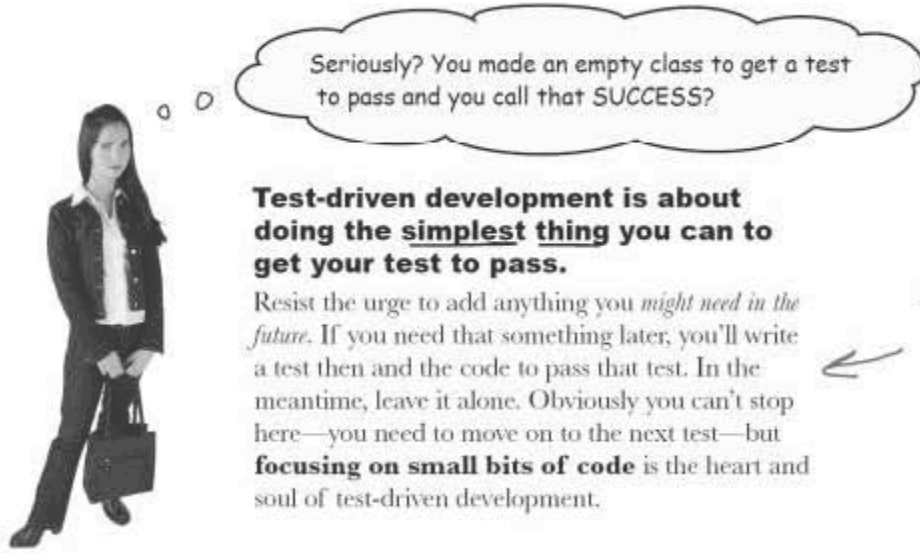 Seriously? You made an empty class to get a test
to pass and you call that SUCCESS?
Test-driven development is about
doing the simplest thing you can to
get your test to pass.
Resist the urge to add anything you might need in the
future. If you need that something later, you'll write
a test then and the code to pass that test. In the
meantime, leave it alone. Obviously you can't stop
here—you need to move on to the next test—but
focusing on small bits of code is the heart and
soul of test-driven development.